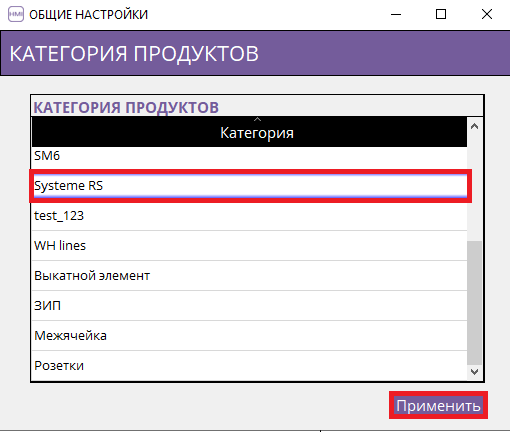 HMI ОБЩИЕ НАСТРОЙКИ
КАТЕГОРИЯ ПРОДУКТОВ
КАТЕГОРИЯ ПРОДУКТОВ
Категория
SM6
Systeme RS
test_123
WH lines
Выкатной элемент
ЗИП
Межячейка
Розетки
Применить